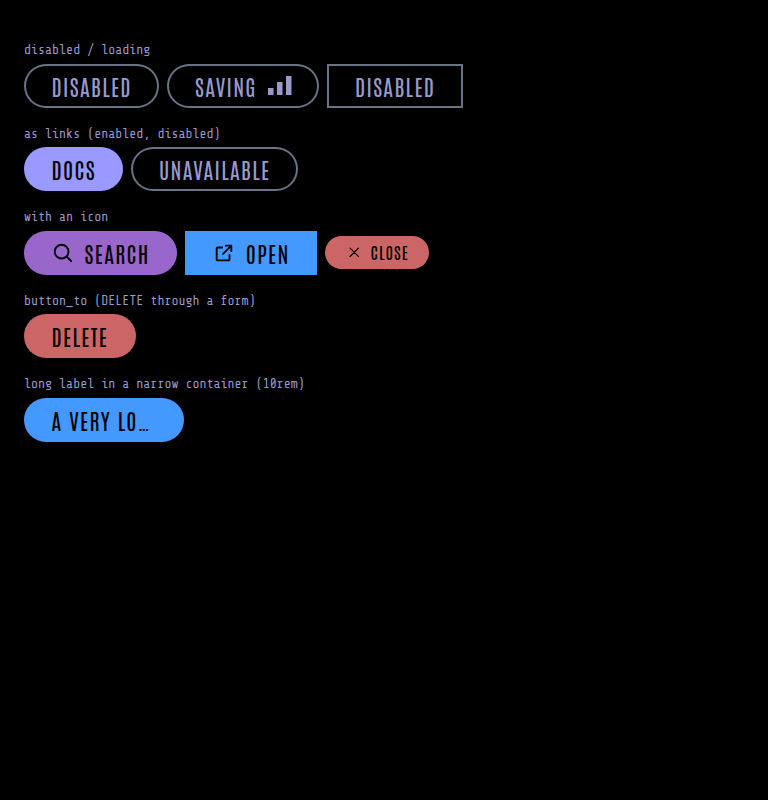 disabled / loading
DISABLED SAVING DISABLED
as links (enabled, disabled)
DOCS UNAVAILABLE
with an icon
SEARCH OPEN CLOSE
button_to (DELETE through a form)
DELETE
long label in a narrow container (10rem)
A VERY LO…